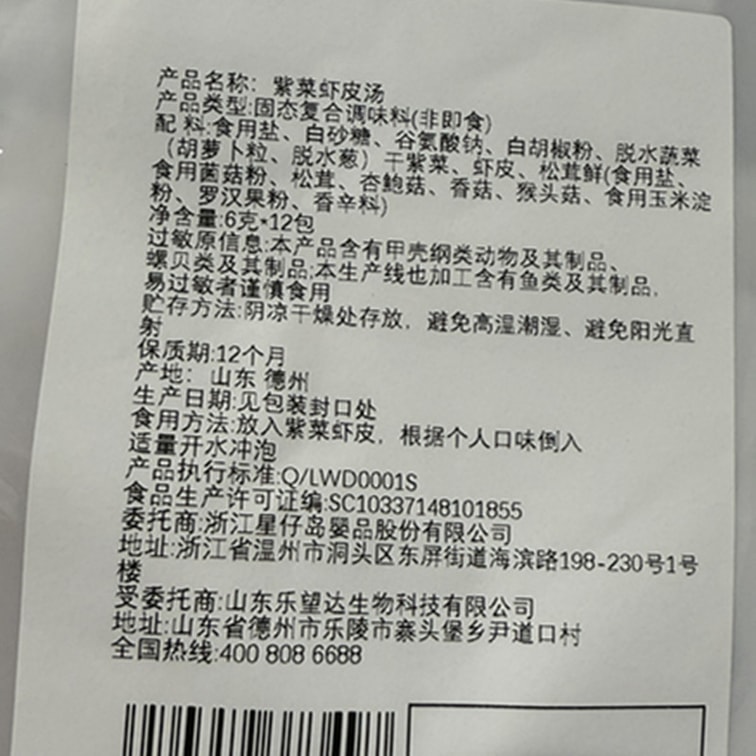 产品名称：紫菜虾皮汤
产品类型:固态复合调味料(非即食)
配 料:食用盐、白砂糖、谷氨酸钠、白胡椒粉、脱水蔬菜
（胡萝卜粒、脱水葱）干紫菜、虾皮、松茸鲜(食用盐、
食用菌菇粉、松茸、杏鲍菇、香菇、猴头菇、食用玉米淀
粉、罗汉果粉、香辛料)
净含量:6克*12包
过敏原信息:本产品含有甲壳纲类动物及其制品、
螺贝类及其制品;本生产线也加工含有鱼类及其制品，
易过敏者谨慎食用
贮存方法:阴凉干燥处存放，避免高湿潮湿、避免阳光直
射
保质期:12个月
产地：山东 德州
生产日期:见包装封口处
食用方法:放入紫菜虾皮，根据个人口味倒入
适量开水冲泡
产品执行标准:Q/LWD0001S
食品生产许可证编:SC10337148101855
委托商:浙江星仔岛婴品股份有限公司
地址:浙江省温州市洞头区东屏街道海滨路198-230号1号
楼
受委托商:山东乐望达生物科技有限公司
地址:山东省德州市乐陵市寨头堡乡尹道口村
全国热线:400 808 6688